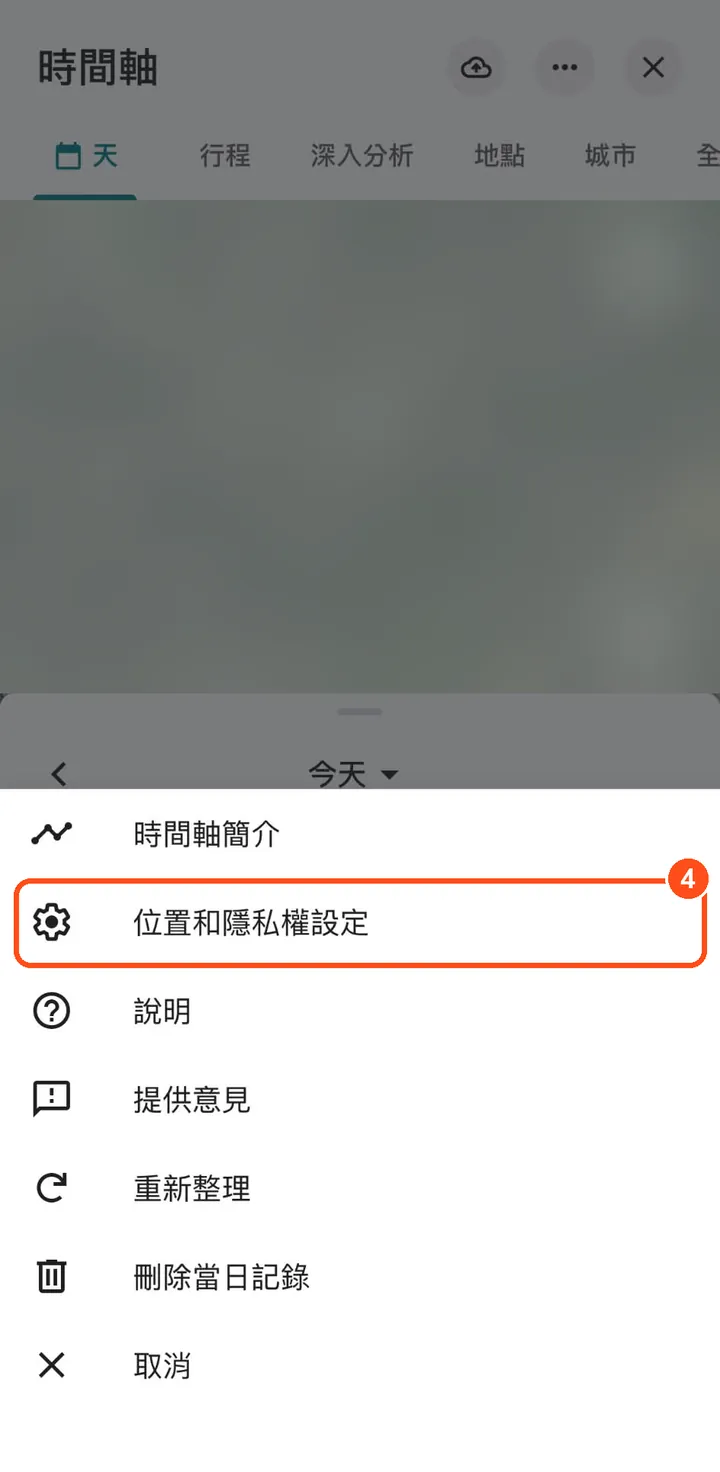 時間軸
天 行程 深入分析 地點 城市 全
今天
時間軸簡介
4
位置和隱私權設定
說明
提供意見
重新整理
刪除當日記錄
取消